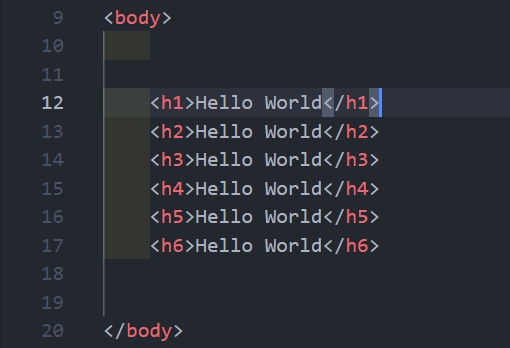 9 <body>
10
11
12 <h1>Hello World</h1>
13 <h2>Hello World</h2>
14 <h3>Hello World</h3>
15 <h4>Hello World</h4>
16 <h5>Hello World</h5>
17 <h6>Hello World</h6>
18
19
20 </body>